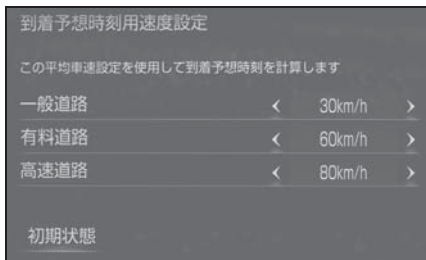 到着予想時刻用速度設定
この平均車速設定を使用して到着予想時刻を計算します
一般道路 < 30km/h >
有料道路 < 60km/h >
高速道路 < 80km/h >
初期状態